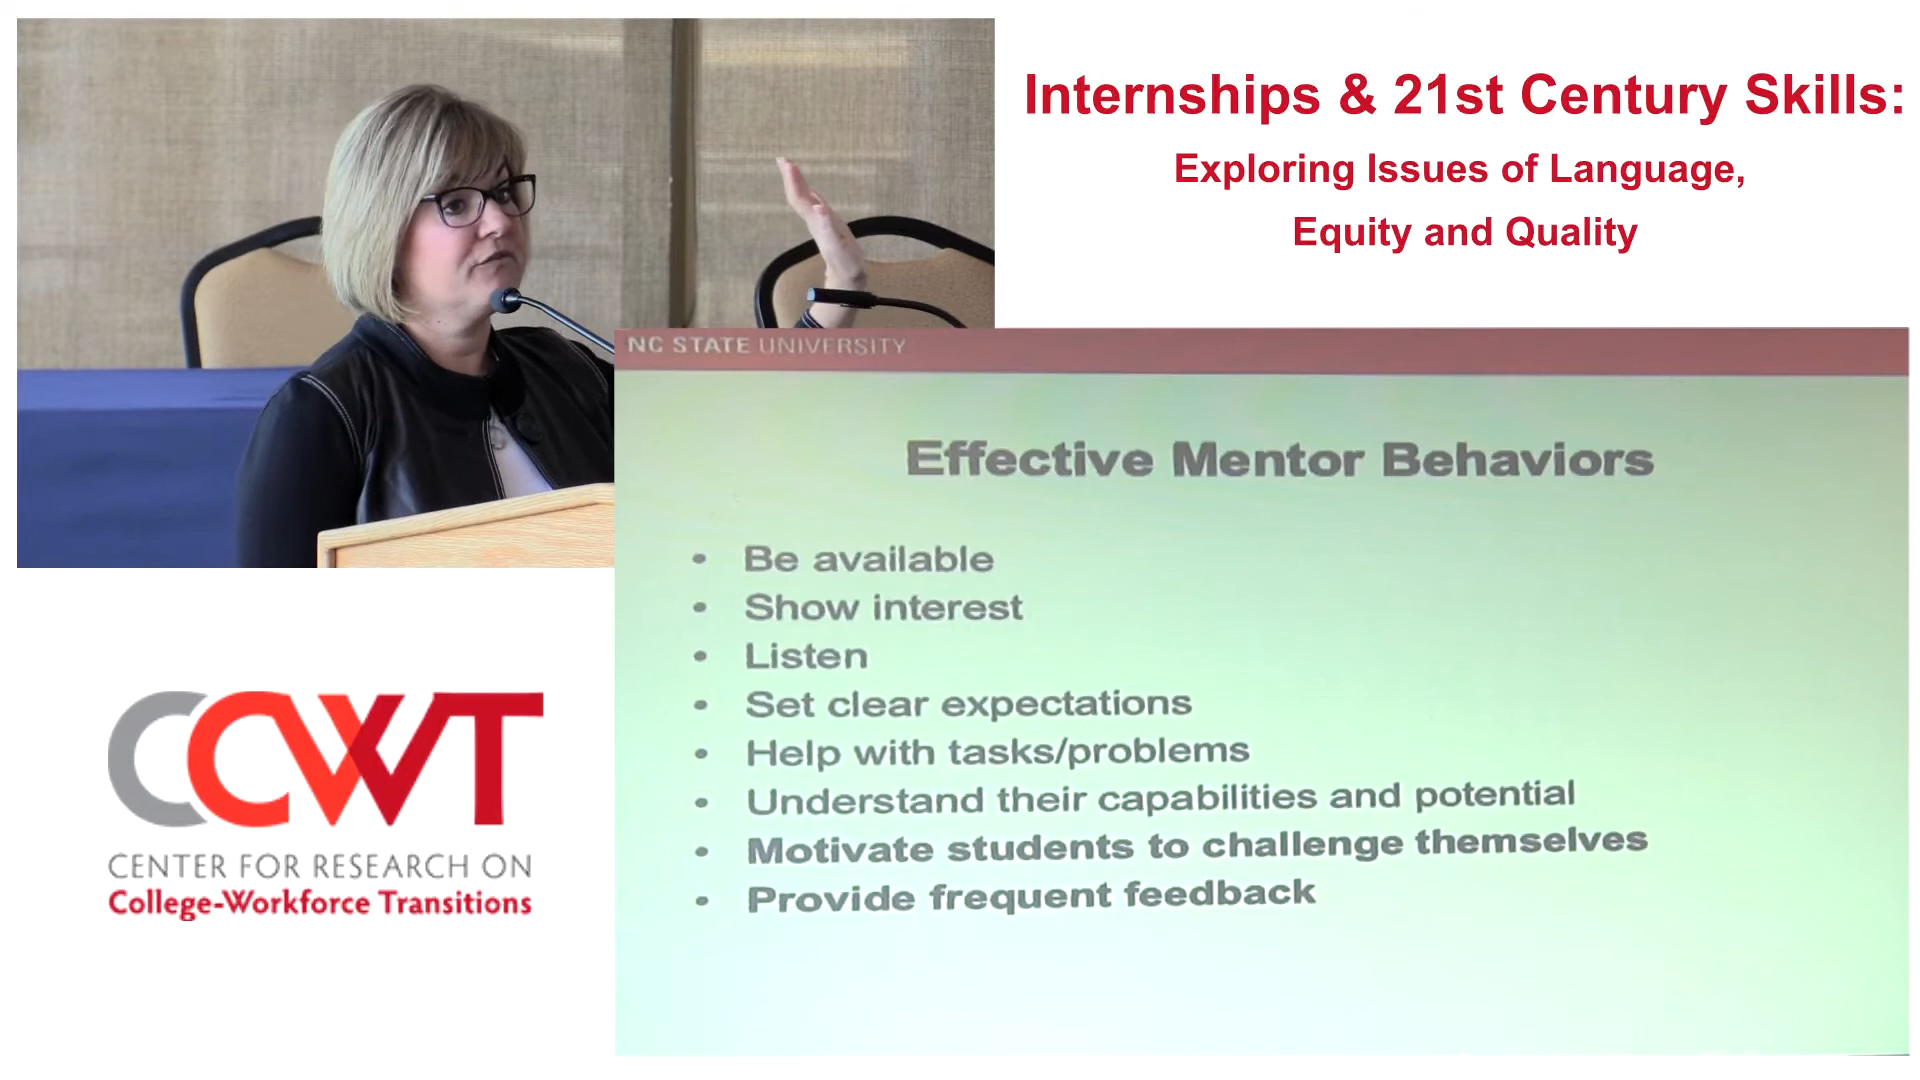 Internships & 21st Century Skills:
Exploring Issues of Language,
Equity and Quality
NC STATE UNIVERSITY
Effective Mentor Behaviors
• Be available
• Show interest
• Listen
• Set clear expectations
• Help with tasks/problems
• Understand their capabilities and potential
• Motivate students to challenge themselves
• Provide frequent feedback
CCWT
CENTER FOR RESEARCH ON
College-Workforce Transitions